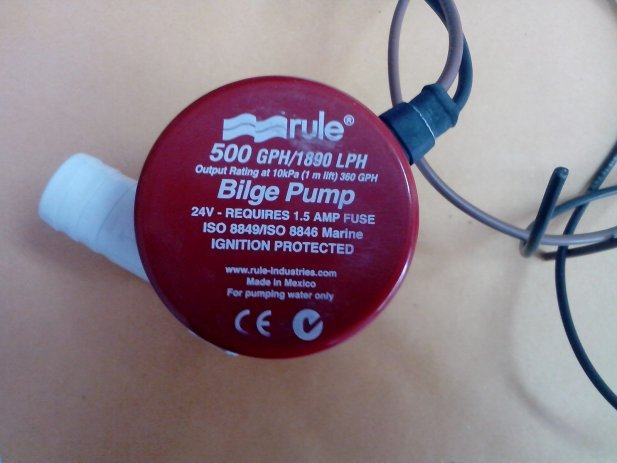 rule®
500 GPH/1890 LPH
Output Rating at 10kPa (1 m lift) 360 GPH
Bilge Pump
24V - REQUIRES 1.5 AMP FUSE
ISO 8849/ISO 8846 Marine
IGNITION PROTECTED
www.rule-industries.com
Made in Mexico
For pumping water only
CE